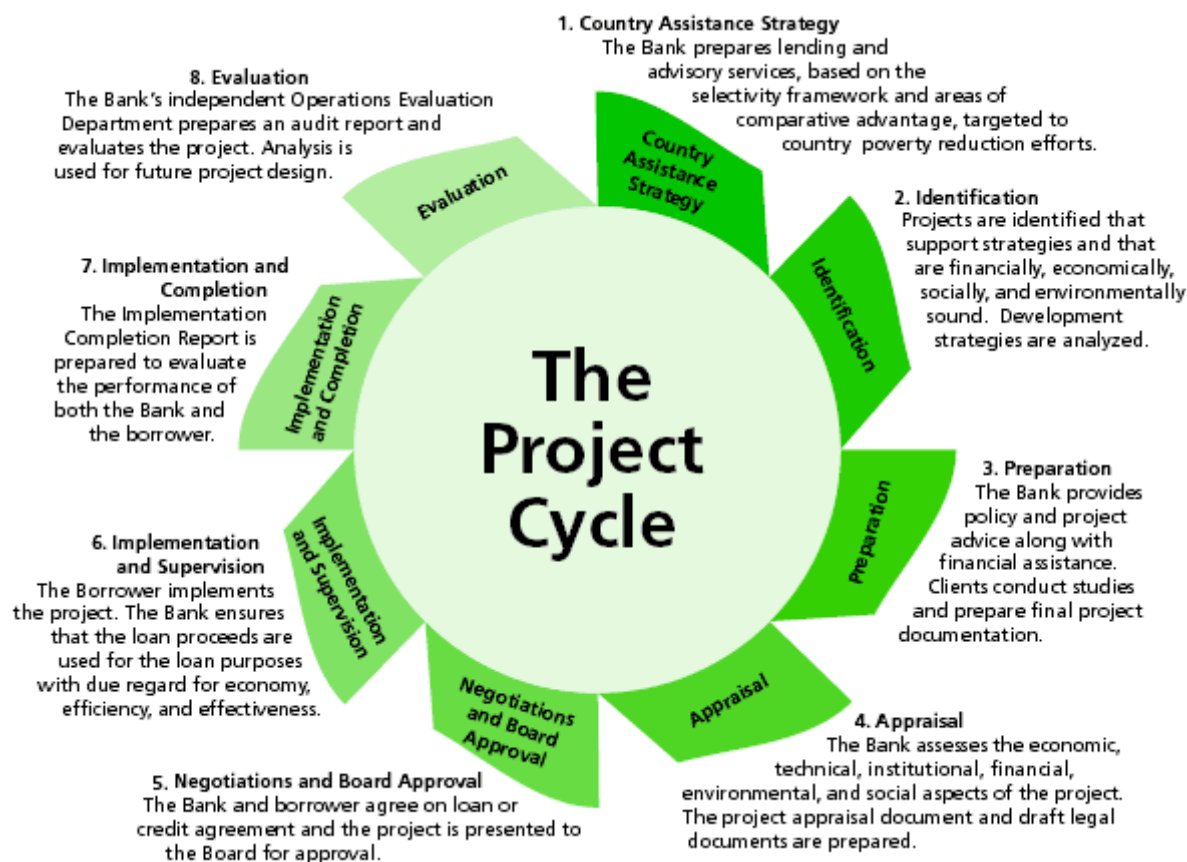 1. Country Assistance Strategy
The Bank prepares lending and
advisory services, based on the
selectivity framework and areas of
comparative advantage, targeted to
country poverty reduction efforts.
2. Identification
Projects are identified that
support strategies and that
are financially, economically,
socially, and environmentally
sound. Development
strategies are analyzed.
3. Preparation
The Bank provides
policy and project
advice along with
financial assistance.
Clients conduct studies
and prepare final project
documentation.
4. Appraisal
The Bank assesses the economic,
technical, institutional, financial,
environmental, and social aspects of the project.
The project appraisal document and draft legal
documents are prepared.
5. Negotiations and Board Approval
The Bank and borrower agree on loan or
credit agreement and the project is presented to
the Board for approval.
6. Implementation
and Supervision
The Borrower implements
the project. The Bank ensures
that the loan proceeds are
used for the loan purposes
with due regard for economy,
efficiency, and effectiveness.
7. Implementation and
Completion
The Implementation
Completion Report is
prepared to evaluate
the performance of
both the Bank and
the borrower.
8. Evaluation
The Bank's independent Operations Evaluation
Department prepares an audit report and
evaluates the project. Analysis is
used for future project design.
Country
Assistance
Strategy
Identification
Preparation
Appraisal
Negotiations
and Board
Approval
Implementation
and Supervision
Implementation
and Completion
Evaluation
The
Project
Cycle